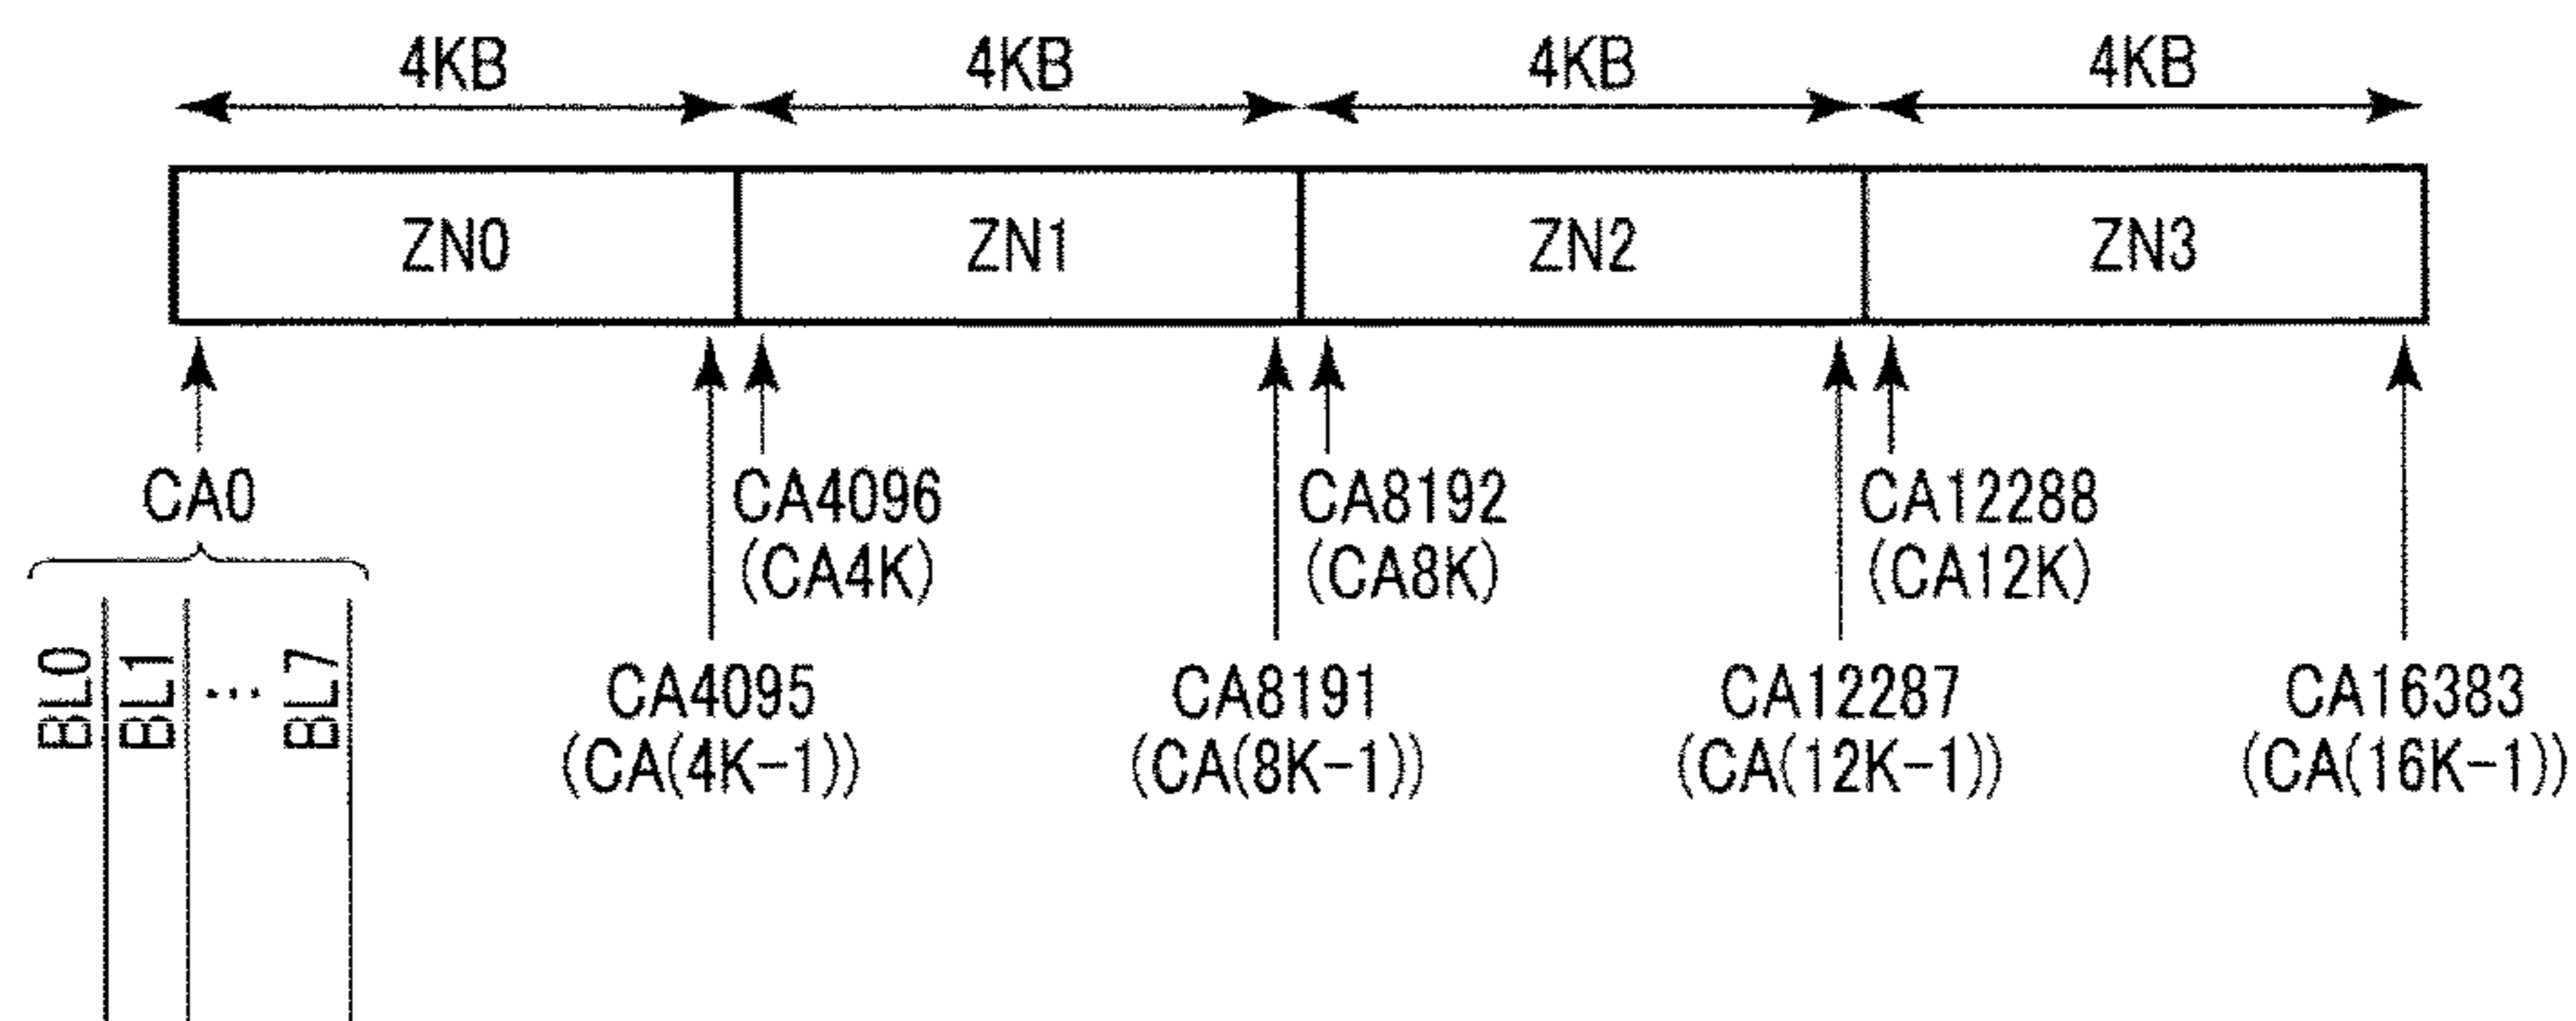 4KB 4KB 4KB 4KB
ZN0 ZN1 ZN2 ZN3
CA0 CA4096 CA8192 CA12288
(CA4K) (CA8K) (CA12K)
BL0 BL1 ... BL7
CA4095 CA8191 CA12287 CA16383
(CA(4K-1)) (CA(8K-1)) (CA(12K-1)) (CA(16K-1))